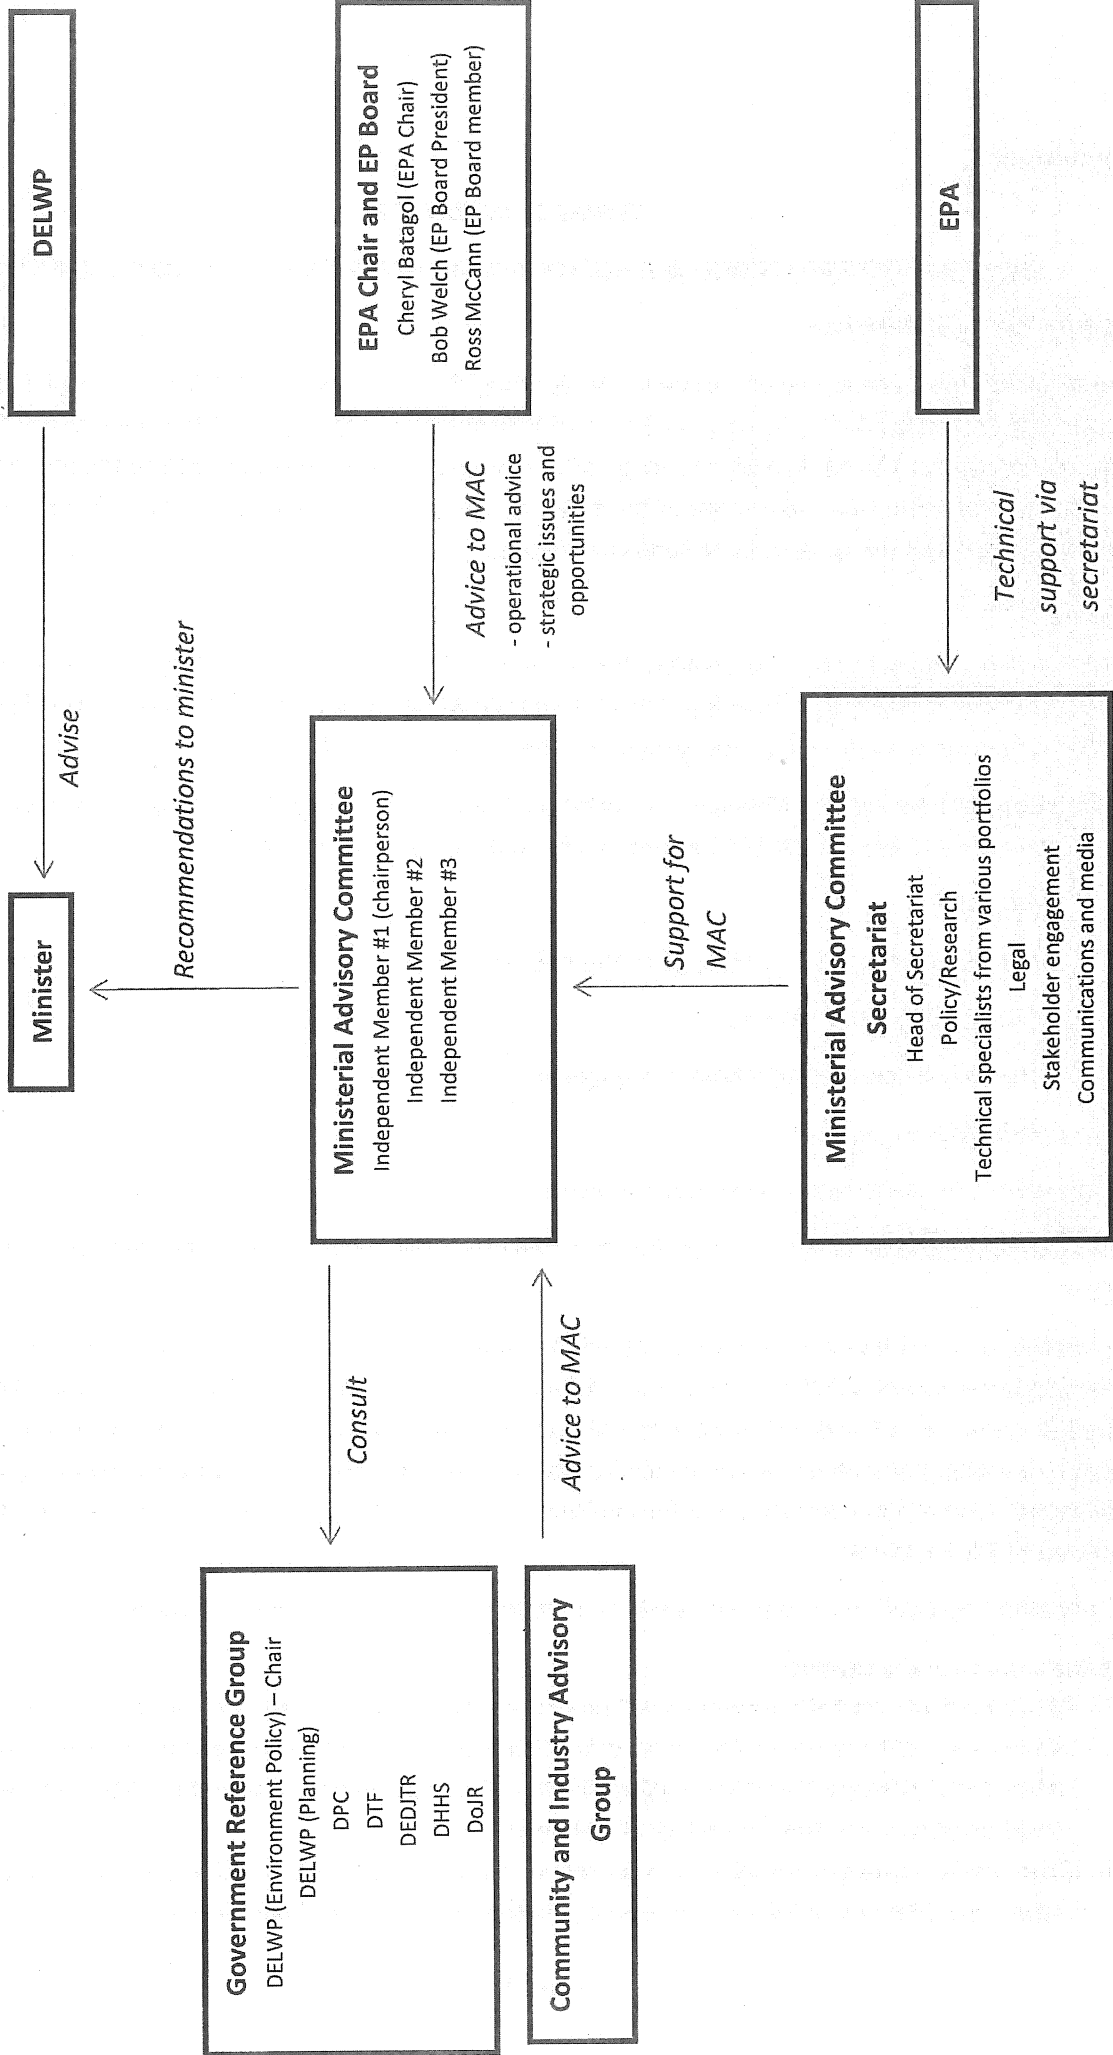 Minister
Advise
DELWP
Recommendations to minister
Government Reference Group
DELWP (Environment Policy) – Chair
DELWP (Planning)
DPC
DTF
DEDJTR
DHHS
DoJR
Consult
Ministerial Advisory Committee
Independent Member #1 (chairperson)
Independent Member #2
Independent Member #3
Advice to MAC
- operational advice
- strategic issues and
opportunities
EPA Chair and EP Board
Cheryl Batagol (EPA Chair)
Bob Welch (EP Board President)
Ross McCann (EP Board member)
Community and Industry Advisory
Group
Advice to MAC
Support for
MAC
Ministerial Advisory Committee
Secretariat
Head of Secretariat
Policy/Research
Technical specialists from various portfolios
Legal
Stakeholder engagement
Communications and media
Technical
support via
secretariat
EPA